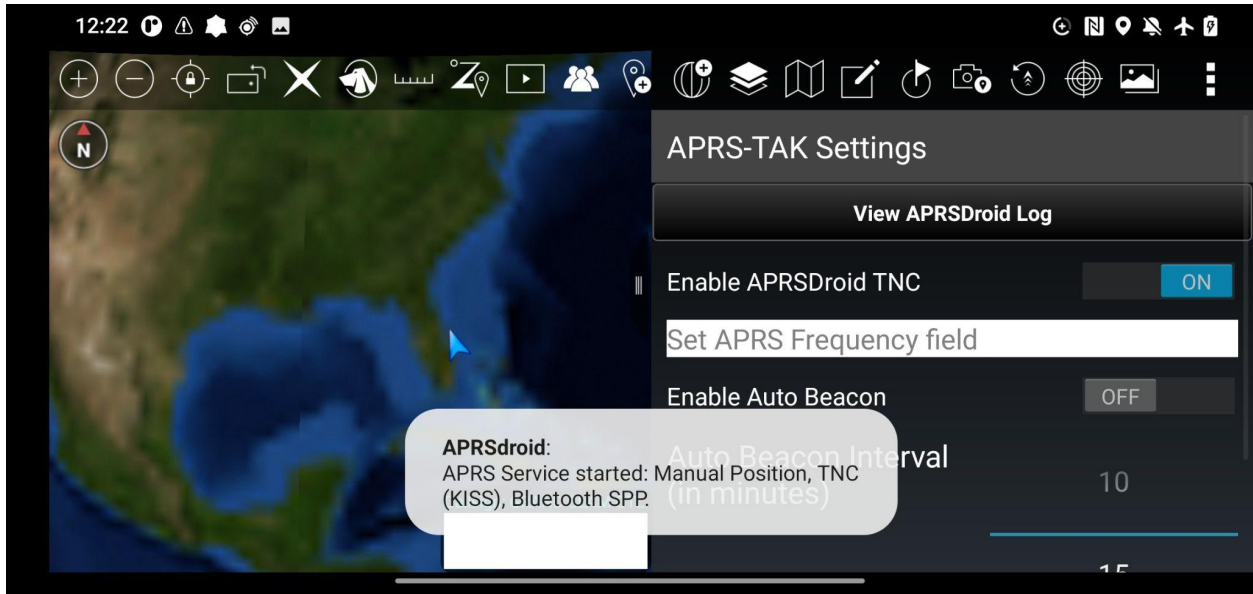 12:22
N
APRS-TAK Settings
View APRSDroid Log
Enable APRSDroid TNC
ON
Set APRS Frequency field
Enable Auto Beacon
OFF
Auto Beacon Interval
(in minutes)
10
15
APRSdroid:
APRS Service started: Manual Position, TNC
(KISS), Bluetooth SPP.